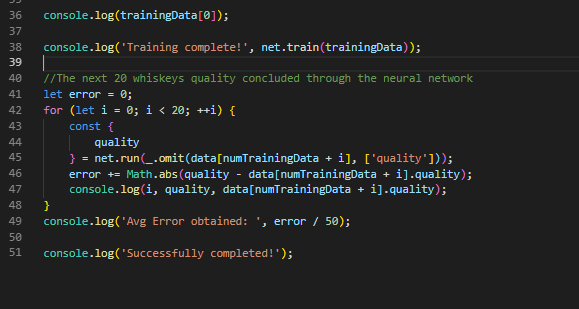 36 console.log(trainingData[0]);
37
38 console.log('Training complete!', net.train(trainingData));
39
40 //The next 20 whiskeys quality concluded through the neural network
41 let error = 0;
42 for (let i = 0; i < 20; ++i) {
43 const {
44 quality
45 } = net.run(_.omit(data[numTrainingData + i], ['quality']));
46 error += Math.abs(quality - data[numTrainingData + i].quality);
47 console.log(i, quality, data[numTrainingData + i].quality);
48 }
49 console.log('Avg Error obtained: ', error / 50);
50
51 console.log('Successfully completed!');